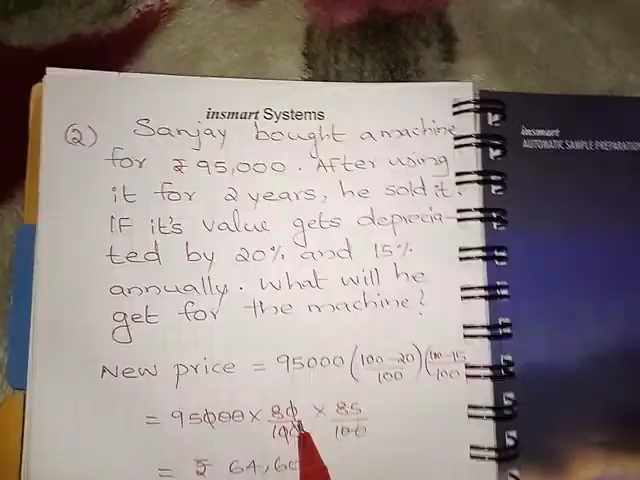 insmart Systems
(2) Sanjay bought a machine
for ₹95,000. After using
it for 2 years, he sold it.
IF it's value gets deprecia-
ted by 20% and 15%
annually. What will he
get for the machine?
New price = 95000 (100-20/100) (100-15/100
= 95000 × 80/100 × 85/100
= ₹ 64,60
insmart
AUTOMATIC SAMPLE PREPARATION